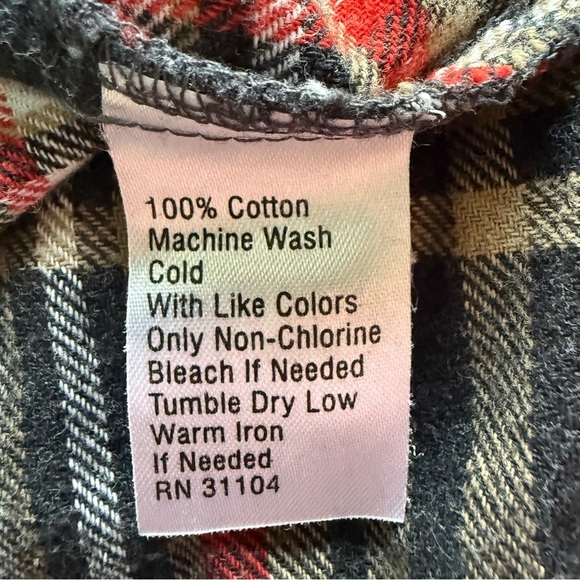 100% Cotton
Machine Wash
Cold
With Like Colors
Only Non-Chlorine
Bleach If Needed
Tumble Dry Low
Warm Iron
If Needed
RN 31104